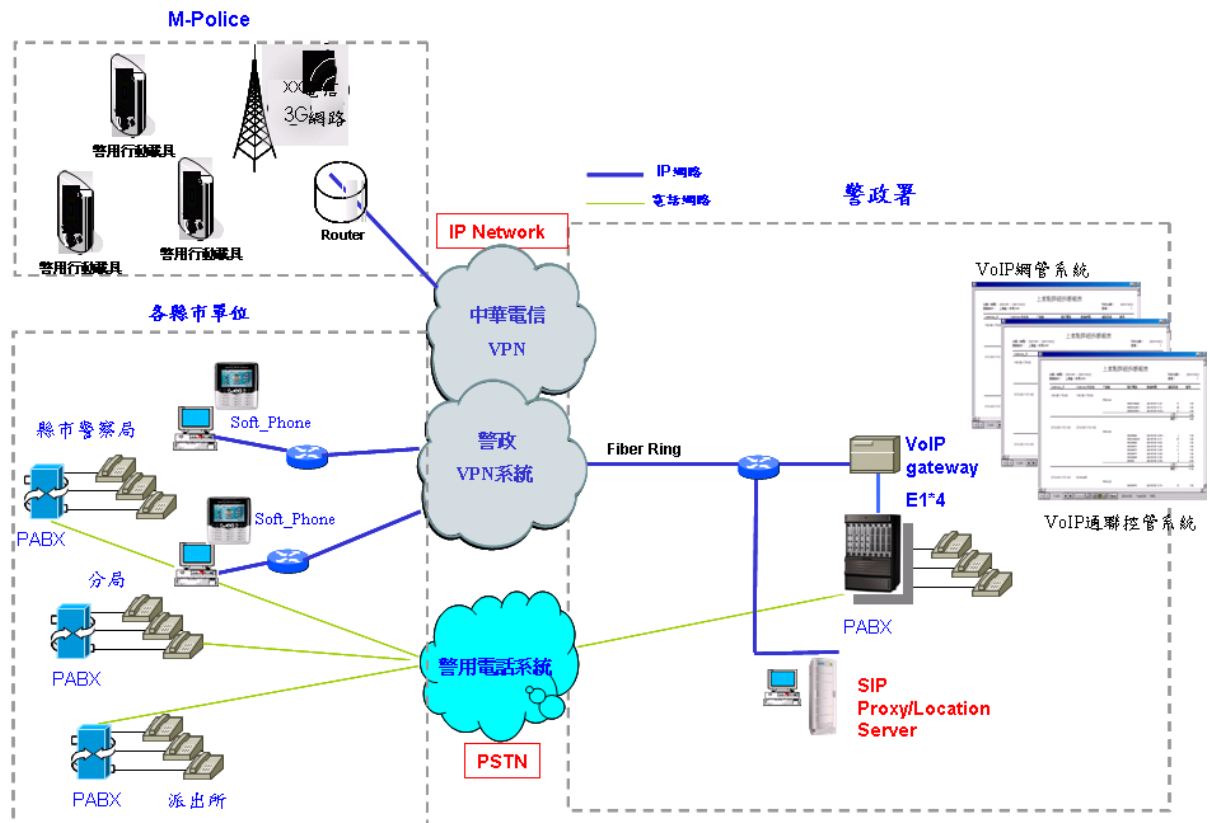 M-Police
XX電信
3G網路
警用行動載具
警用行動載具
警用行動載具
Router
IP網路
電話網路
警政署
IP Network
中華電信
VPN
VoIP網管系統
各縣市單位
Soft_Phone
縣市警察局
警政
VPN系統
Fiber Ring
VoIP
gateway
E1*4
VoIP通聯控管系統
PABX
Soft_Phone
分局
PABX
PABX
警用電話系統
SIP
Proxy/Location
Server
PSTN
PABX
派出所